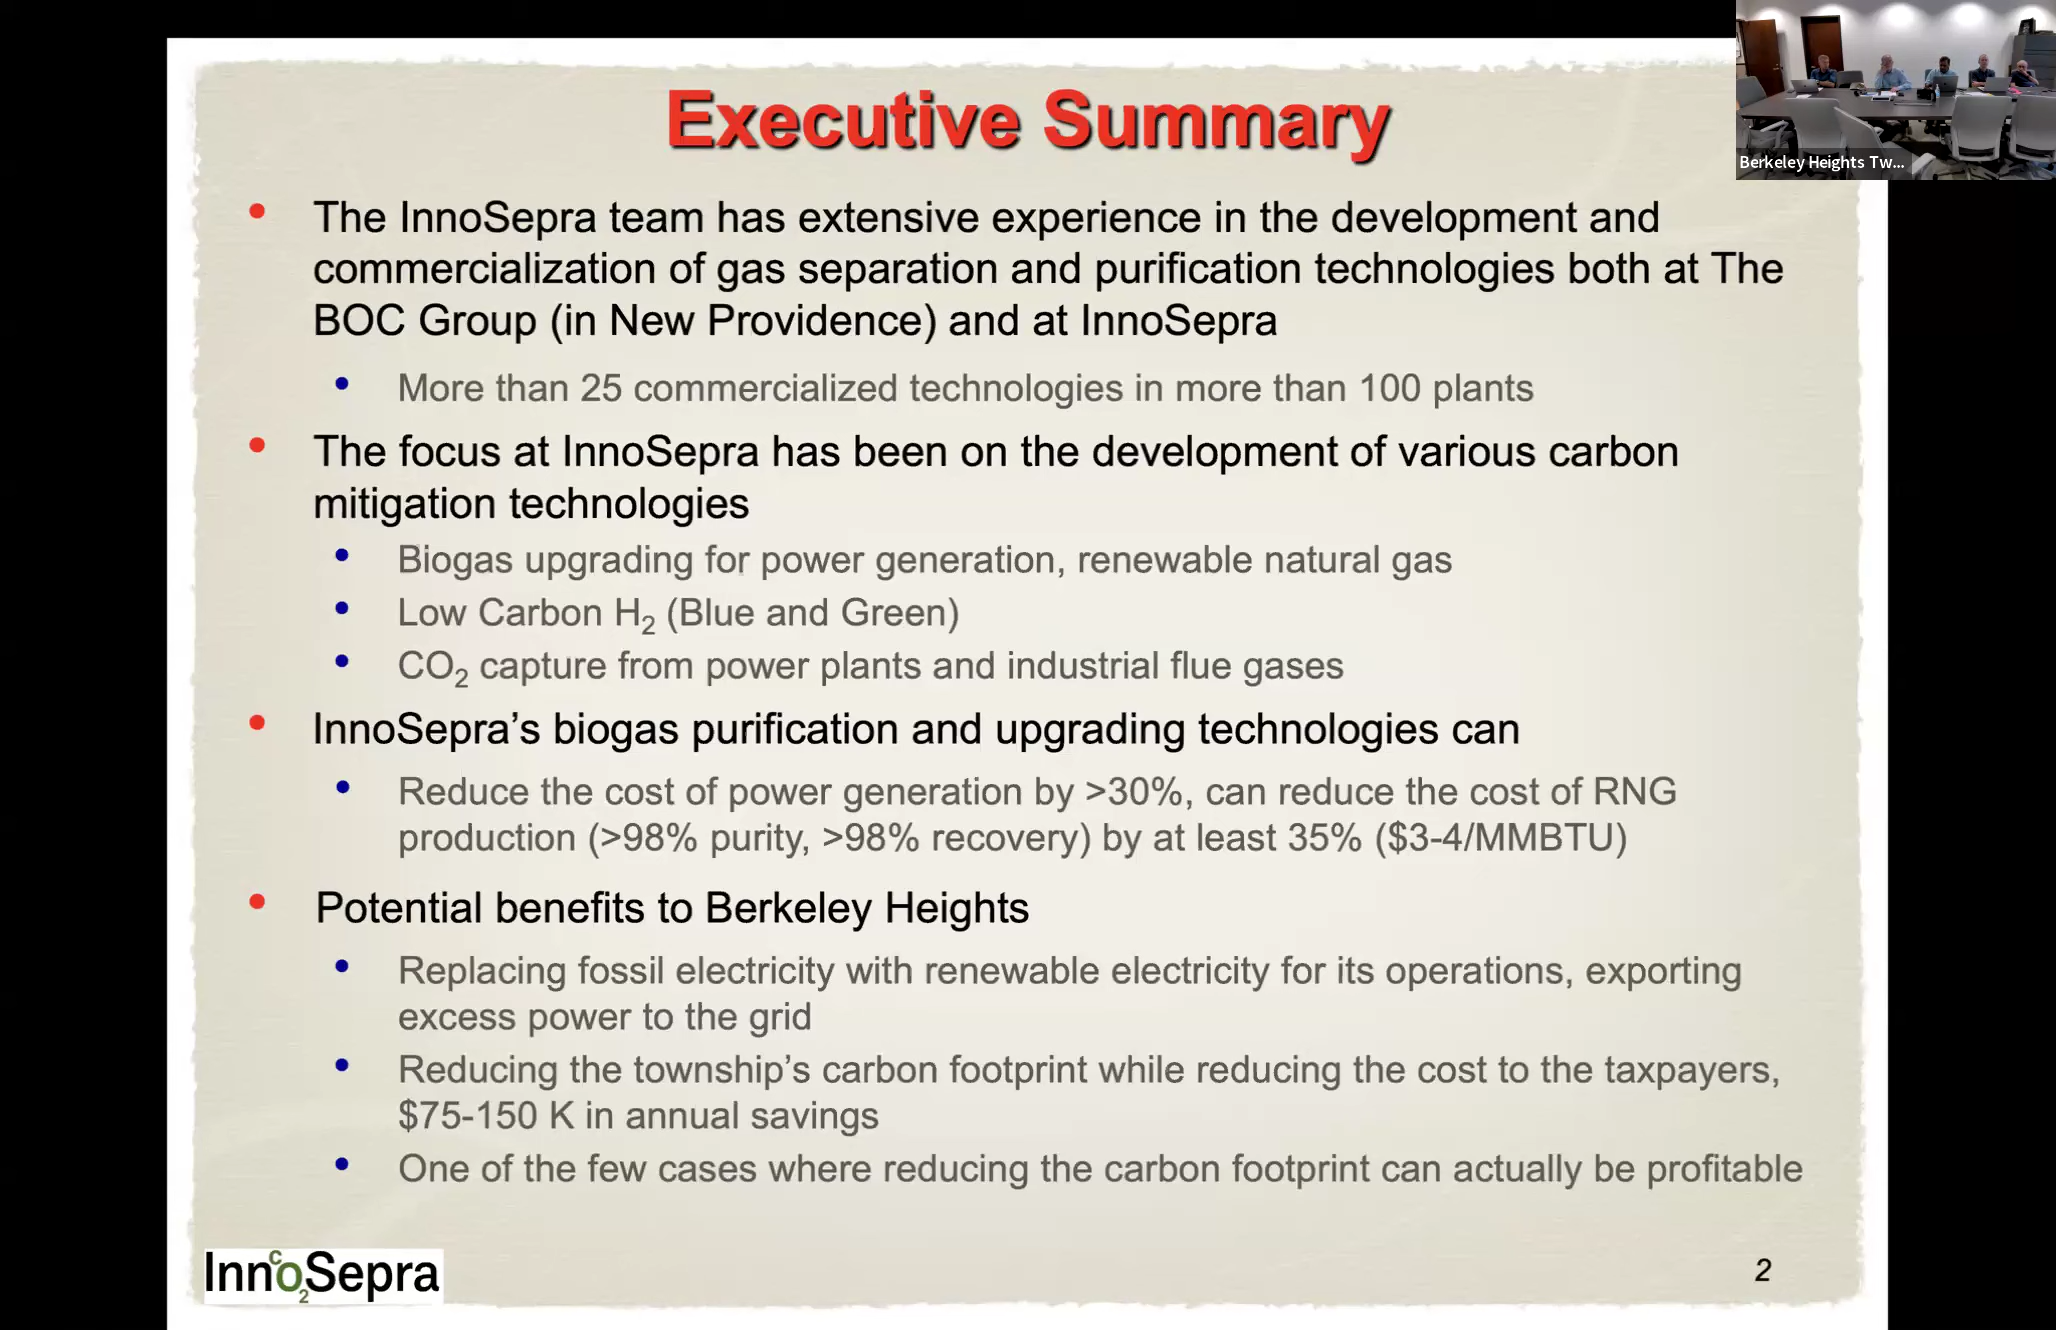 Executive Summary
Berkeley Heights Tw...
• The InnoSepra team has extensive experience in the development and
commercialization of gas separation and purification technologies both at The
BOC Group (in New Providence) and at InnoSepra
• More than 25 commercialized technologies in more than 100 plants
• The focus at InnoSepra has been on the development of various carbon
mitigation technologies
• Biogas upgrading for power generation, renewable natural gas
• Low Carbon H₂ (Blue and Green)
• CO₂ capture from power plants and industrial flue gases
• InnoSepra’s biogas purification and upgrading technologies can
• Reduce the cost of power generation by >30%, can reduce the cost of RNG
production (>98% purity, >98% recovery) by at least 35% ($3-4/MMBTU)
• Potential benefits to Berkeley Heights
• Replacing fossil electricity with renewable electricity for its operations, exporting
excess power to the grid
• Reducing the township’s carbon footprint while reducing the cost to the taxpayers,
$75-150 K in annual savings
• One of the few cases where reducing the carbon footprint can actually be profitable
InncO₂Sepra
2